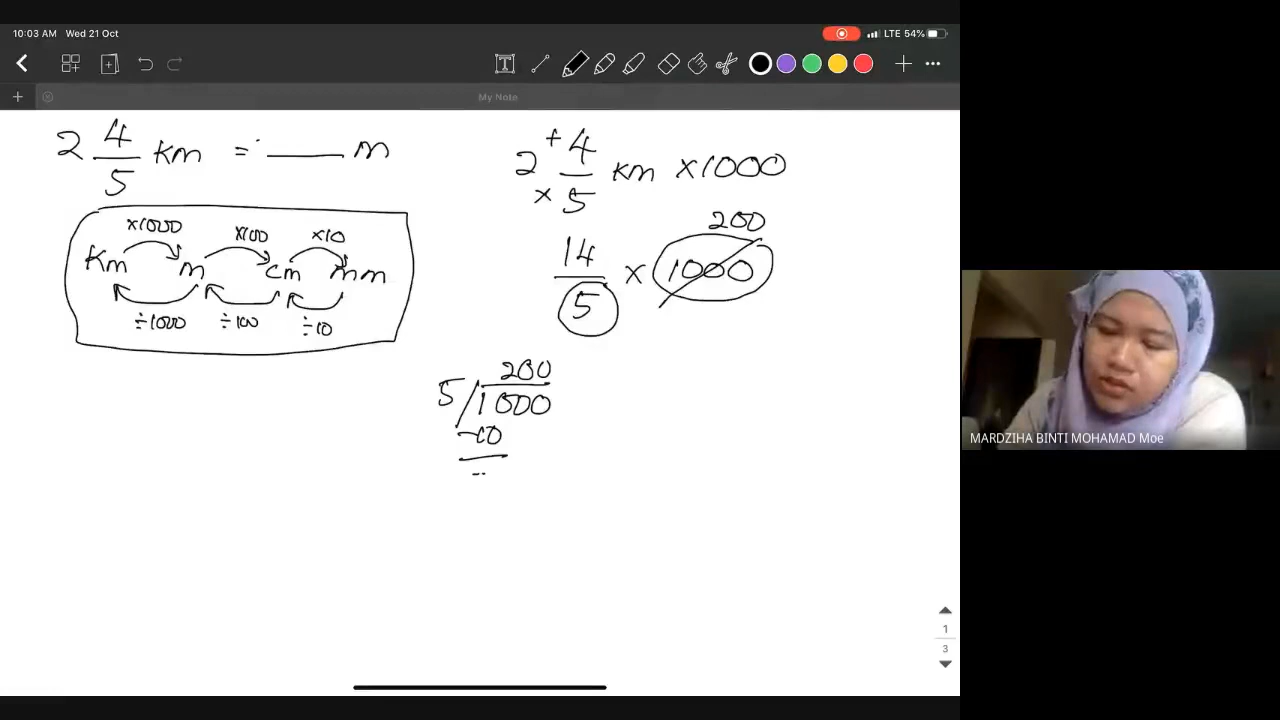 10:03 AM Wed 21 Oct
LTE 54%
My Note
2 4/5 km = ____ m
×1000 ×100 ×10
Km m cm mm
÷1000 ÷100 ÷10
2 + 4/5 × km ×1000
200
14/5 × 1000
200
5 / 1000
-10
MARDZIHA BINTI MOHAMAD Moe
1
3